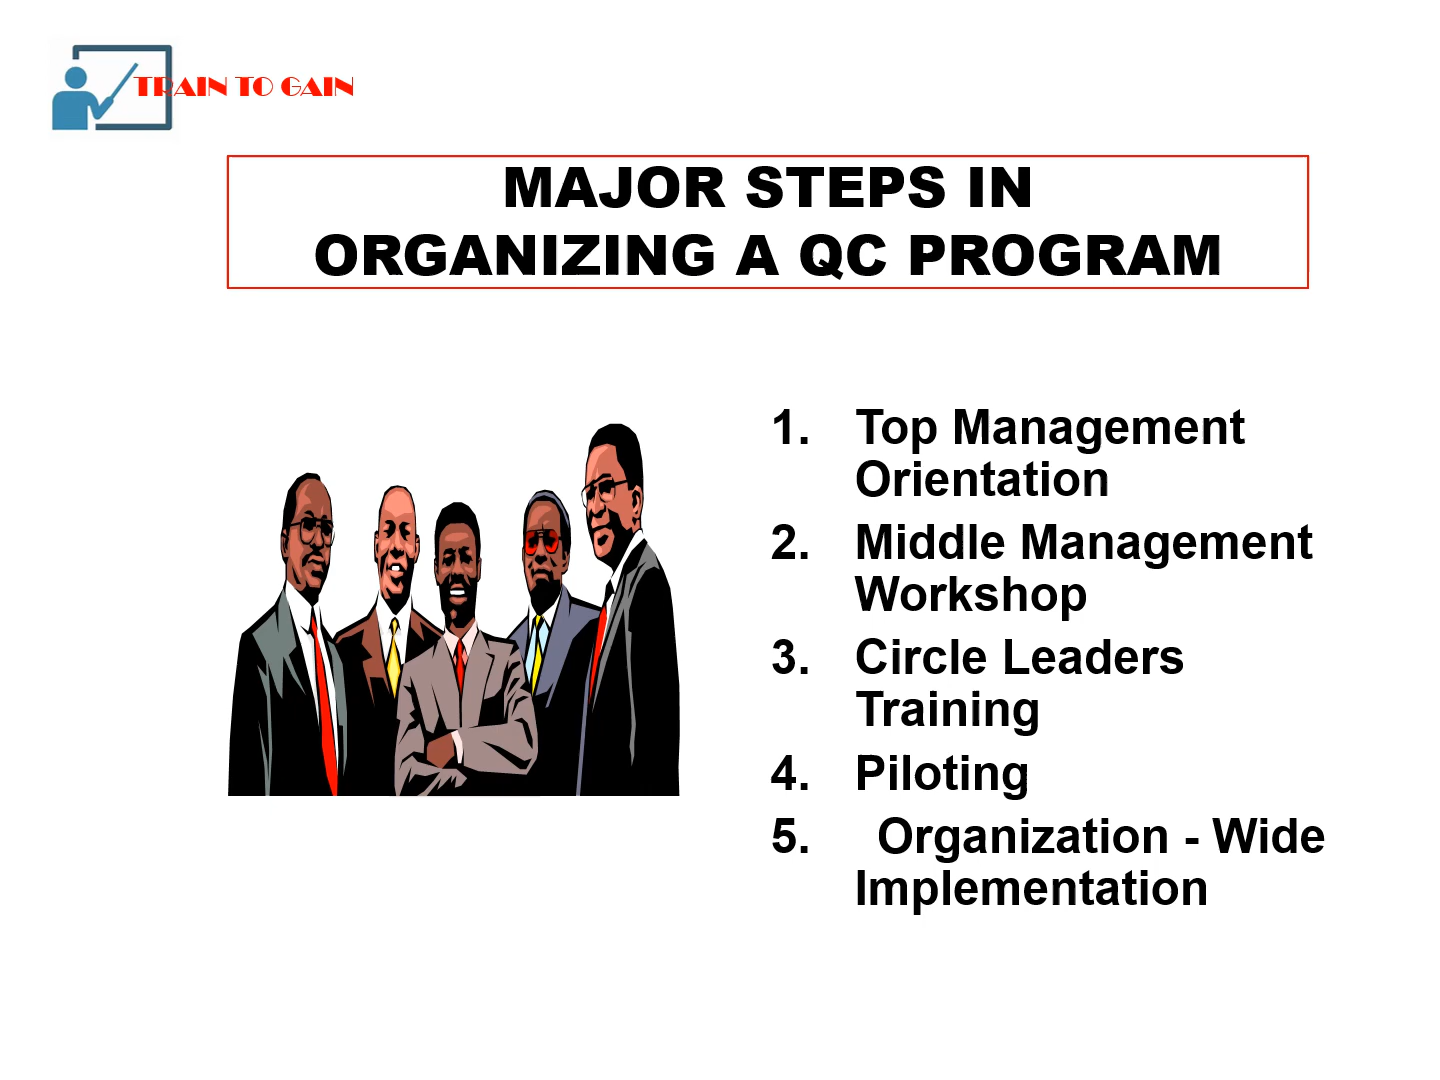 TRAIN TO GAIN
MAJOR STEPS IN
ORGANIZING A QC PROGRAM
1. Top Management
Orientation
2. Middle Management
Workshop
3. Circle Leaders
Training
4. Piloting
5. Organization - Wide
Implementation